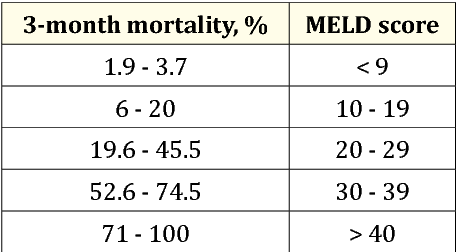 3-month mortality, % MELD score
1.9 - 3.7 < 9
6 - 20 10 - 19
19.6 - 45.5 20 - 29
52.6 - 74.5 30 - 39
71 - 100 > 40